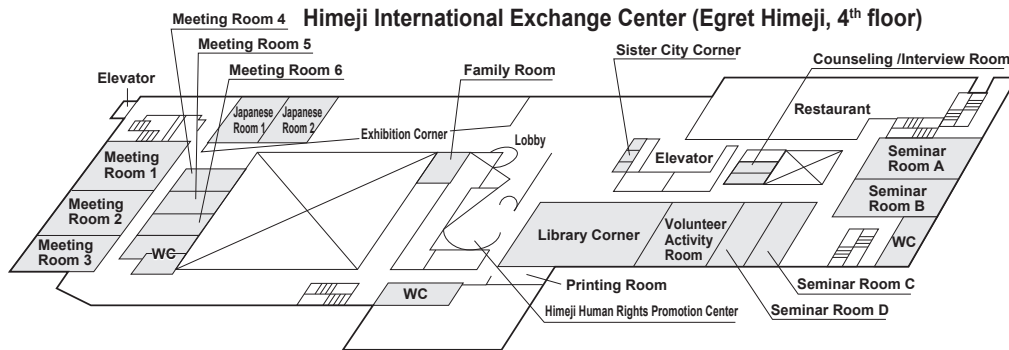 Himeji International Exchange Center (Egret Himeji, 4th floor)
Meeting Room 4
Meeting Room 5
Meeting Room 6
Elevator
Family Room
Sister City Corner
Counseling /Interview Room
Restaurant
Japanese
Room 1
Japanese
Room 2
Exhibition Corner
Lobby
Elevator
Meeting
Room 1
Meeting
Room 2
Meeting
Room 3
WC
Seminar
Room A
Seminar
Room B
WC
Library Corner
Volunteer
Activity
Room
WC
Printing Room
Himeji Human Rights Promotion Center
Seminar Room C
Seminar Room D